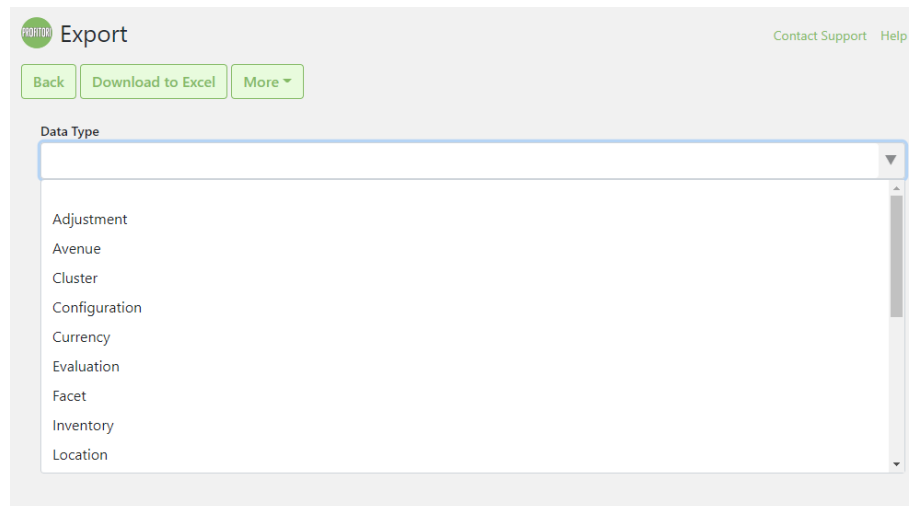 PROFITORI Export
Contact Support Help
Back Download to Excel More
Data Type
Adjustment
Avenue
Cluster
Configuration
Currency
Evaluation
Facet
Inventory
Location